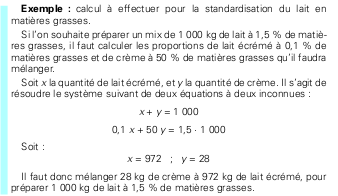 Exemple : calcul à effectuer pour la standardisation du lait en
matières grasses.
Si l'on souhaite préparer un mix de 1 000 kg de lait à 1,5 % de matiè-
res grasses, il faut calculer les proportions de lait écrémé à 0,1 % de
matières grasses et de crème à 50 % de matières grasses qu'il faudra
mélanger.
Soit x la quantité de lait écrémé, et y la quantité de crème. Il s'agit de
résoudre le système suivant de deux équations à deux inconnues :
x + y = 1 000
0,1 x + 50 y = 1,5 · 1 000
Soit :
x = 972 ; y = 28
Il faut donc mélanger 28 kg de crème à 972 kg de lait écrémé, pour
préparer 1 000 kg de lait à 1,5 % de matières grasses.